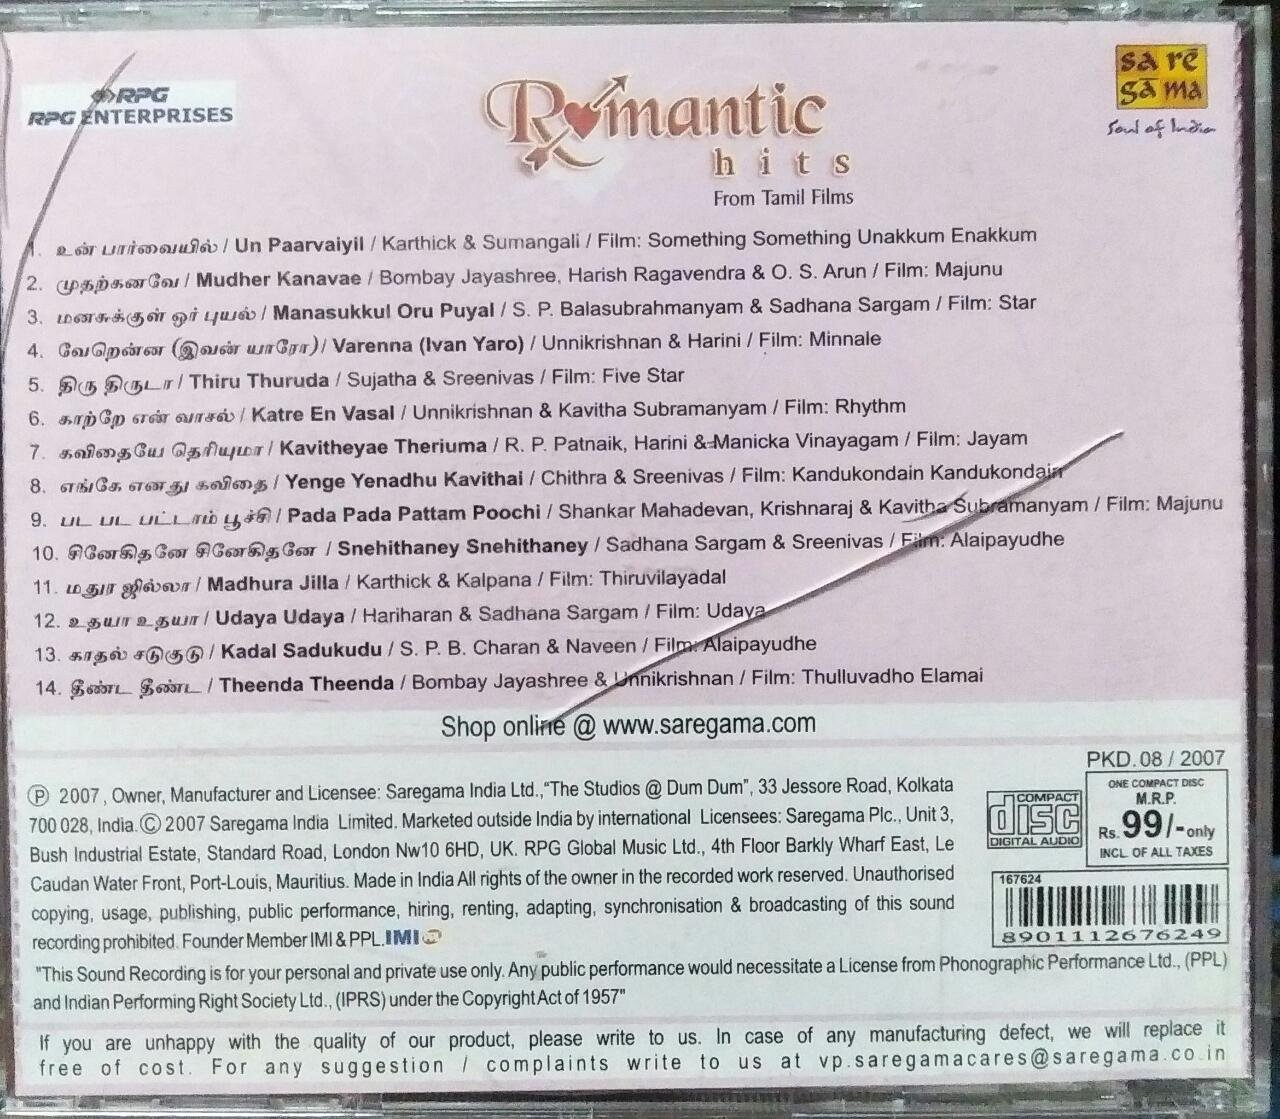 RPG
RPG ENTERPRISES
Romantic
hits
From Tamil Films
sa rē
gā ma
Soul of India
1. உன் பார்வையில் / Un Paarvaiyil / Karthick & Sumangali / Film: Something Something Unakkum Enakkum
2. முதற்கனவே / Mudher Kanavae / Bombay Jayashree, Harish Ragavendra & O. S. Arun / Film: Majunu
3. மனசுக்குள் ஓர் புயல் / Manasukkul Oru Puyal / S. P. Balasubrahmanyam & Sadhana Sargam / Film: Star
4. வேறென்ன (இவன் யாரோ) / Varenna (Ivan Yaro) / Unnikrishnan & Harini / Film: Minnale
5. திரு திருடா / Thiru Thuruda / Sujatha & Sreenivas / Film: Five Star
6. காற்றே என் வாசல் / Katre En Vasal / Unnikrishnan & Kavitha Subramanyam / Film: Rhythm
7. கவிதையே தெரியுமா / Kavitheyae Theriuma / R. P. Patnaik, Harini & Manicka Vinayagam / Film: Jayam
8. எங்கே எனது கவிதை / Yenge Yenadhu Kavithai / Chithra & Sreenivas / Film: Kandukondain Kandukondain
9. பட பட பட்டாம் பூச்சி / Pada Pada Pattam Poochi / Shankar Mahadevan, Krishnaraj & Kavitha Subramanyam / Film: Majunu
10. சினேகிதனே சினேகிதனே / Snehithaney Snehithaney / Sadhana Sargam & Sreenivas / Film: Alaipayudhe
11. மதுர ஜில்லா / Madhura Jilla / Karthick & Kalpana / Film: Thiruvilayadal
12. உதயா உதயா / Udaya Udaya / Hariharan & Sadhana Sargam / Film: Udaya
13. காதல் சடுகுடு / Kadal Sadukudu / S. P. B. Charan & Naveen / Film: Alaipayudhe
14. தீண்ட தீண்ட / Theenda Theenda / Bombay Jayashree & Unnikrishnan / Film: Thulluvadho Elamai
Shop online @ www.saregama.com
PKD.08 / 2007
Ⓟ 2007, Owner, Manufacturer and Licensee: Saregama India Ltd.,"The Studios @ Dum Dum", 33 Jessore Road, Kolkata
700 028, India.© 2007 Saregama India Limited. Marketed outside India by international Licensees: Saregama Plc., Unit 3,
Bush Industrial Estate, Standard Road, London Nw10 6HD, UK. RPG Global Music Ltd., 4th Floor Barkly Wharf East, Le
Caudan Water Front, Port-Louis, Mauritius. Made in India All rights of the owner in the recorded work reserved. Unauthorised
copying, usage, publishing, public performance, hiring, renting, adapting, synchronisation & broadcasting of this sound
recording prohibited. Founder Member IMI & PPL. IMI
COMPACT
disc
DIGITAL AUDIO
ONE COMPACT DISC
M.R.P.
Rs. 99/- only
INCL. OF ALL TAXES
167624
8901112676249
"This Sound Recording is for your personal and private use only. Any public performance would necessitate a License from Phonographic Performance Ltd., (PPL)
and Indian Performing Right Society Ltd., (IPRS) under the Copyright Act of 1957"
If you are unhappy with the quality of our product, please write to us. In case of any manufacturing defect, we will replace it
free of cost. For any suggestion / complaints write to us at vp.saregamacares@saregama.co.in